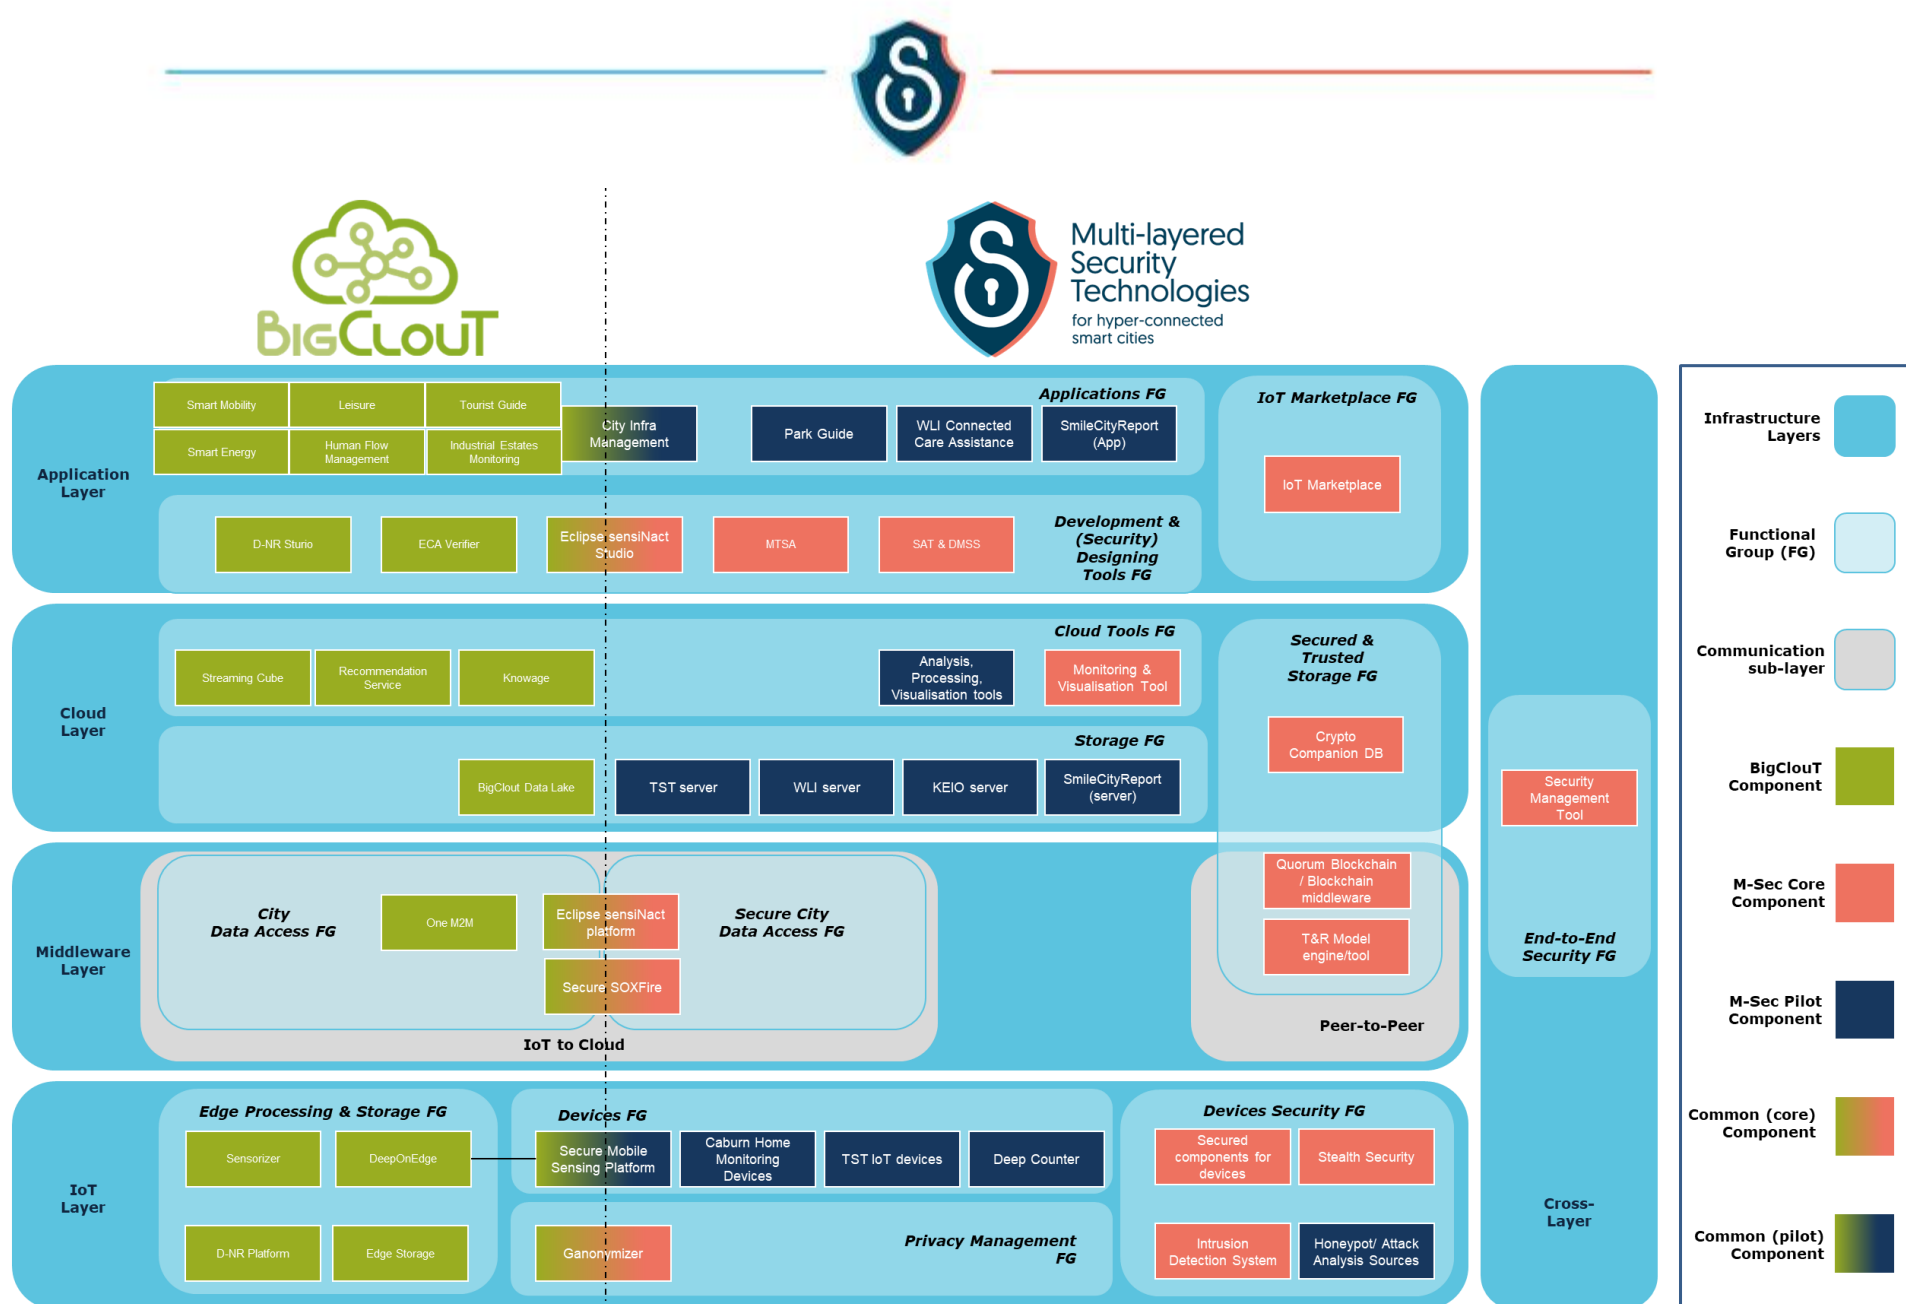 BIGCLOUT
Multi-layered
Security
Technologies
for hyper-connected
smart cities
Application
Layer
Smart Mobility
Leisure
Tourist Guide
Smart Energy
Human Flow
Management
Industrial Estates
Monitoring
City Infra
Management
Park Guide
WLI Connected
Care Assistance
SmileCityReport
(App)
Applications FG
D-NR Sturio
ECA Verifier
Eclipse sensiNact
Studio
MTSA
SAT & DMSS
Development &
(Security)
Designing
Tools FG
IoT Marketplace FG
IoT Marketplace
Cloud
Layer
Cloud Tools FG
Streaming Cube
Recommendation
Service
Knowage
Analysis,
Processing,
Visualisation tools
Monitoring &
Visualisation Tool
Storage FG
BigClout Data Lake
TST server
WLI server
KEIO server
SmileCityReport
(server)
Secured &
Trusted
Storage FG
Crypto
Companion DB
Middleware
Layer
City
Data Access FG
One M2M
Eclipse sensiNact
platform
Secure SOXFire
Secure City
Data Access FG
IoT to Cloud
Quorum Blockchain
/ Blockchain
middleware
T&R Model
engine/tool
Peer-to-Peer
IoT
Layer
Edge Processing & Storage FG
Sensorizer
DeepOnEdge
D-NR Platform
Edge Storage
Devices FG
Secure Mobile
Sensing Platform
Caburn Home
Monitoring
Devices
TST IoT devices
Deep Counter
Ganonymizer
Privacy Management
FG
Devices Security FG
Secured
components for
devices
Stealth Security
Intrusion
Detection System
Honeypot/ Attack
Analysis Sources
Security
Management
Tool
End-to-End
Security FG
Cross-
Layer
Infrastructure
Layers
Functional
Group (FG)
Communication
sub-layer
BigClouT
Component
M-Sec Core
Component
M-Sec Pilot
Component
Common (core)
Component
Common (pilot)
Component